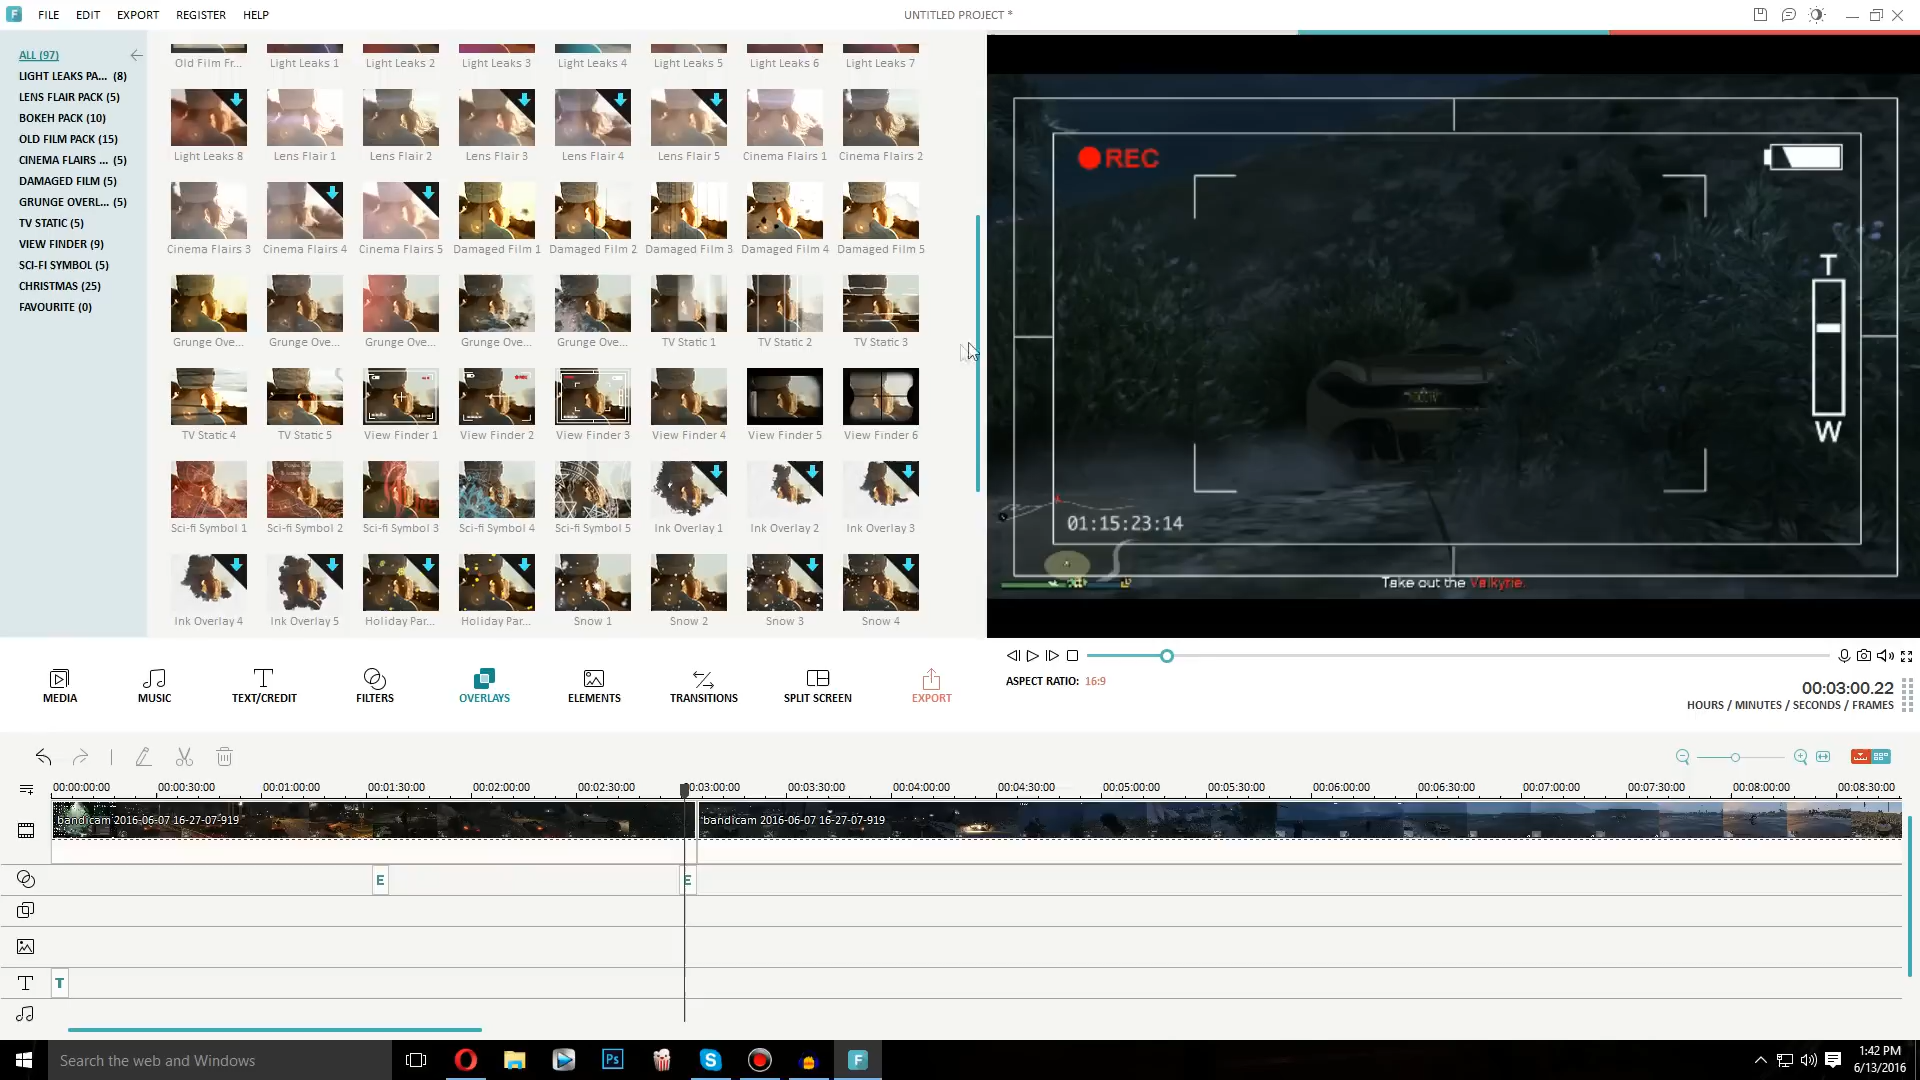 FILE EDIT EXPORT REGISTER HELP UNTITLED PROJECT *
ALL (97)
LIGHT LEAKS PA... (8)
LENS FLAIR PACK (5)
BOKEH PACK (10)
OLD FILM PACK (15)
CINEMA FLAIRS ... (5)
DAMAGED FILM (5)
GRUNGE OVERL... (5)
TV STATIC (5)
VIEW FINDER (9)
SCI-FI SYMBOL (5)
CHRISTMAS (25)
FAVOURITE (0)
Old Film Fr... Light Leaks 1 Light Leaks 2 Light Leaks 3 Light Leaks 4 Light Leaks 5 Light Leaks 6 Light Leaks 7
Light Leaks 8 Lens Flair 1 Lens Flair 2 Lens Flair 3 Lens Flair 4 Lens Flair 5 Cinema Flairs 1 Cinema Flairs 2
Cinema Flairs 3 Cinema Flairs 4 Cinema Flairs 5 Damaged Film 1 Damaged Film 2 Damaged Film 3 Damaged Film 4 Damaged Film 5
Grunge Ove... Grunge Ove... Grunge Ove... Grunge Ove... Grunge Ove... TV Static 1 TV Static 2 TV Static 3
TV Static 4 TV Static 5 View Finder 1 View Finder 2 View Finder 3 View Finder 4 View Finder 5 View Finder 6
Sci-fi Symbol 1 Sci-fi Symbol 2 Sci-fi Symbol 3 Sci-fi Symbol 4 Sci-fi Symbol 5 Ink Overlay 1 Ink Overlay 2 Ink Overlay 3
Ink Overlay 4 Ink Overlay 5 Holiday Par... Holiday Par... Snow 1 Snow 2 Snow 3 Snow 4
REC
T
W
01:15:23:14
Take out the Valkyrie.
MEDIA MUSIC TEXT/CREDIT FILTERS OVERLAYS ELEMENTS TRANSITIONS SPLIT SCREEN EXPORT
ASPECT RATIO: 16:9
00:03:00.22
HOURS / MINUTES / SECONDS / FRAMES
00:00:00:00 00:00:30:00 00:01:00:00 00:01:30:00 00:02:00:00 00:02:30:00 00:03:00:00 00:03:30:00 00:04:00:00 00:04:30:00 00:05:00:00 00:05:30:00 00:06:00:00 00:06:30:00 00:07:00:00 00:07:30:00 00:08:00:00 00:08:30:00
bandicam 2016-06-07 16-27-07-919 bandicam 2016-06-07 16-27-07-919
E E
T
Search the web and Windows
1:42 PM
6/13/2016